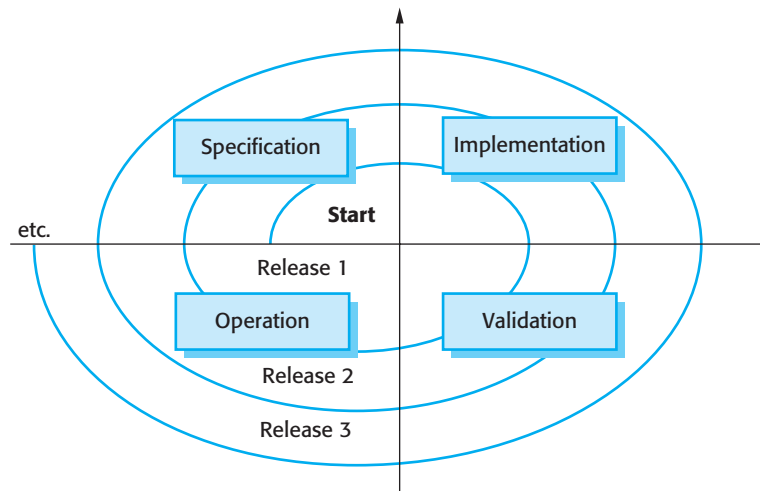 Specification
Implementation
Start
etc.
Release 1
Operation
Validation
Release 2
Release 3